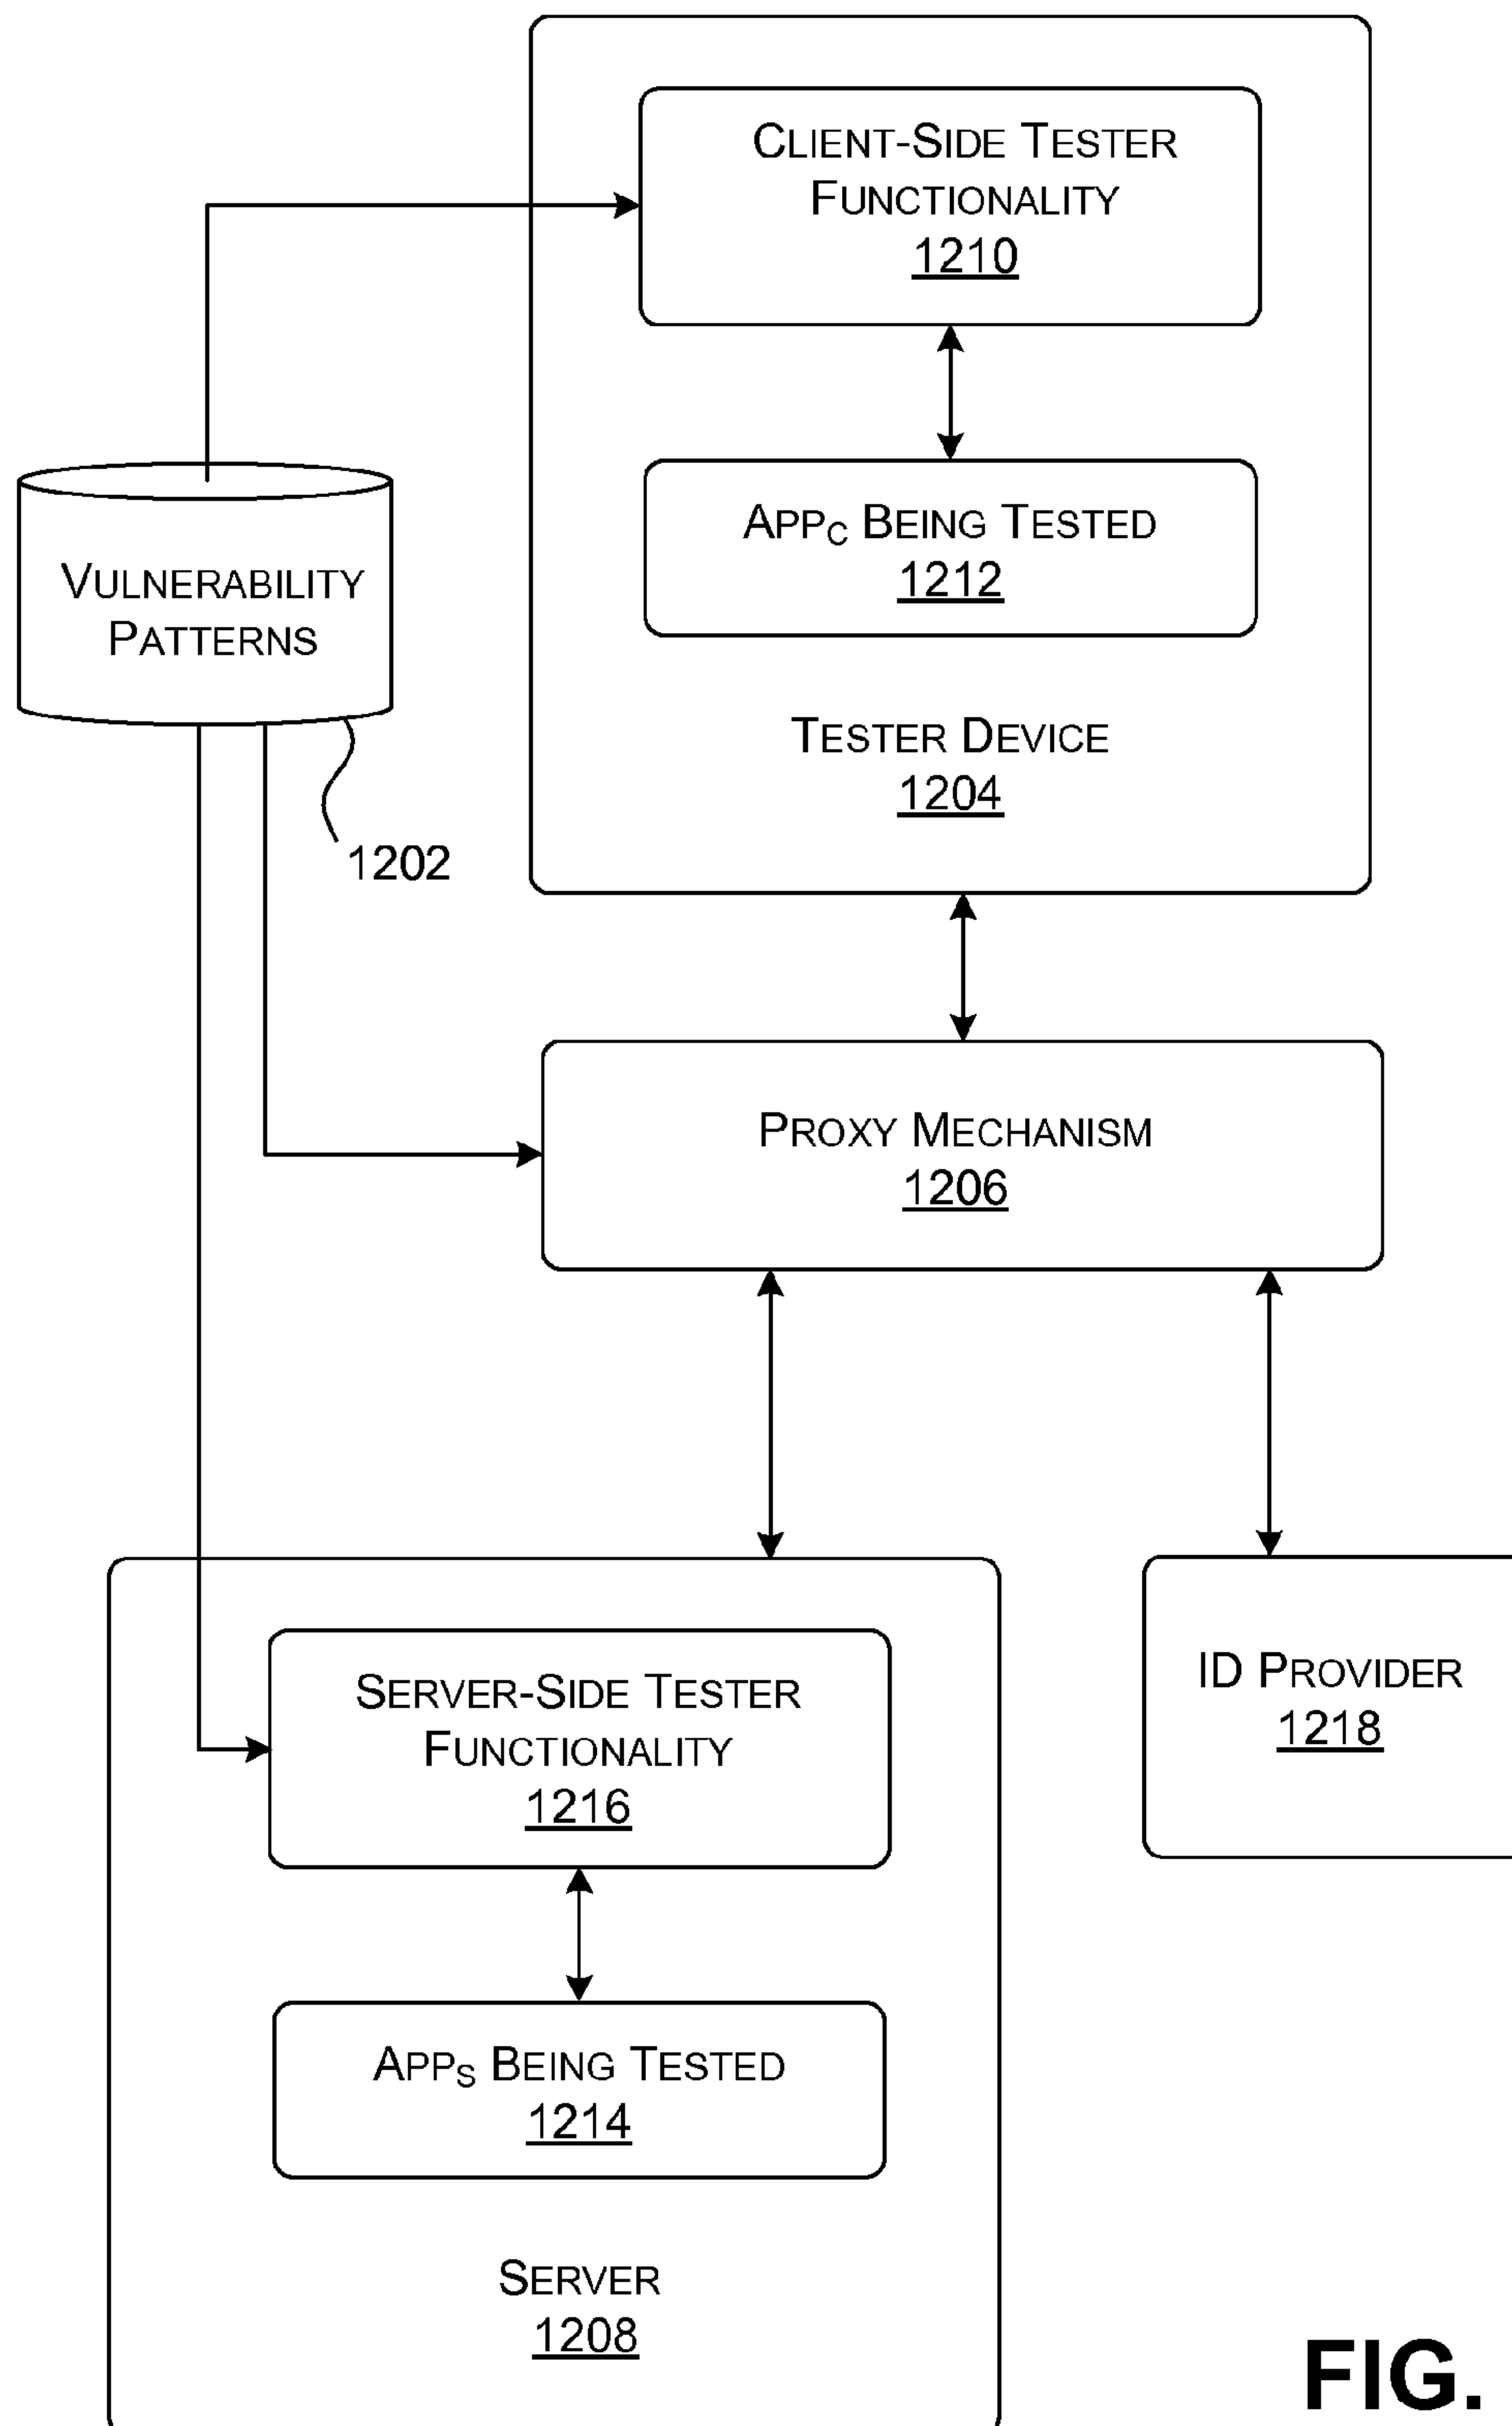 CLIENT-SIDE TESTER
FUNCTIONALITY
1210
APPC BEING TESTED
1212
VULNERABILITY
PATTERNS
TESTER DEVICE
1204
1202
PROXY MECHANISM
1206
SERVER-SIDE TESTER
FUNCTIONALITY
1216
ID PROVIDER
1218
APPS BEING TESTED
1214
SERVER
1208
FIG.